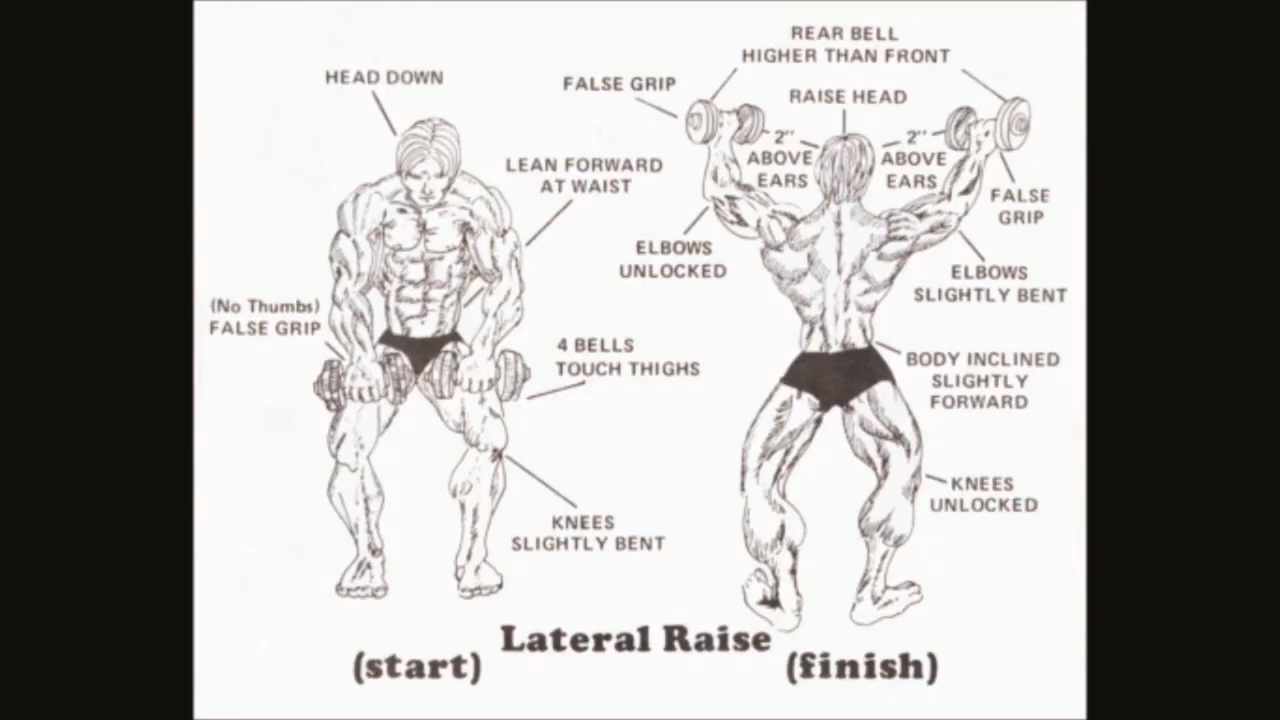 HEAD DOWN
LEAN FORWARD
AT WAIST
(No Thumbs)
FALSE GRIP
4 BELLS
TOUCH THIGHS
KNEES
SLIGHTLY BENT
REAR BELL
HIGHER THAN FRONT
FALSE GRIP
RAISE HEAD
2"
ABOVE
EARS
2"
ABOVE
EARS
FALSE
GRIP
ELBOWS
UNLOCKED
ELBOWS
SLIGHTLY BENT
BODY INCLINED
SLIGHTLY
FORWARD
KNEES
UNLOCKED
Lateral Raise
(start)
(finish)